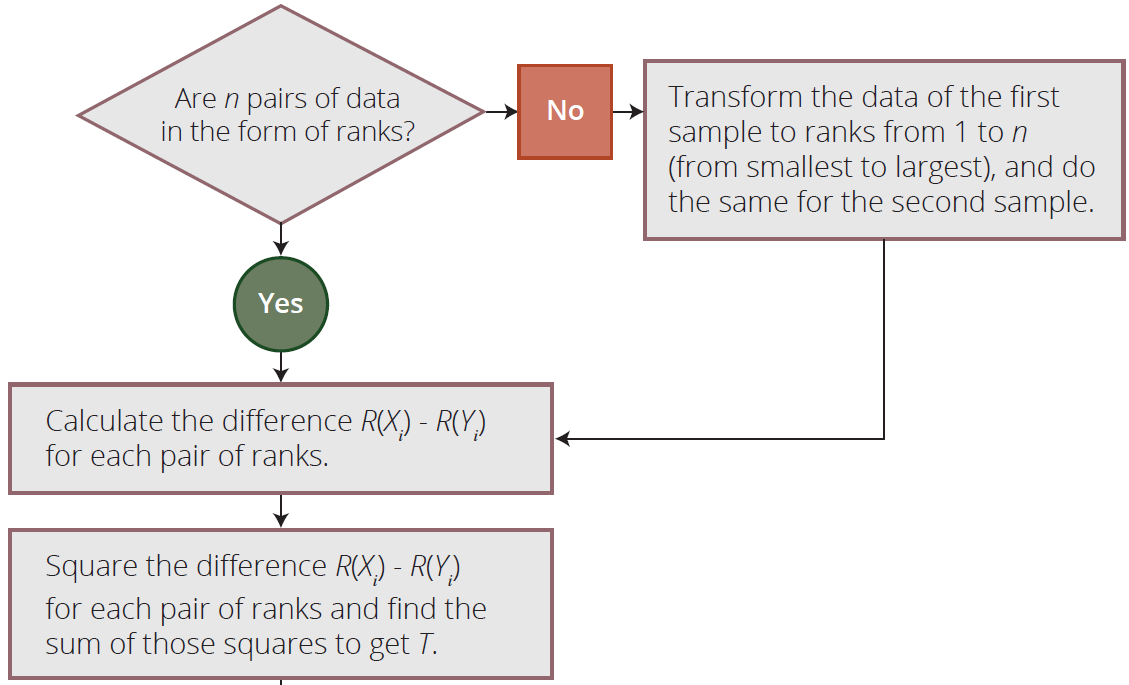 Are n pairs of data
in the form of ranks?
No
Transform the data of the first
sample to ranks from 1 to n
(from smallest to largest), and do
the same for the second sample.
Yes
Calculate the difference R(Xᵢ) - R(Yᵢ)
for each pair of ranks.
Square the difference R(Xᵢ) - R(Yᵢ)
for each pair of ranks and find the
sum of those squares to get T.